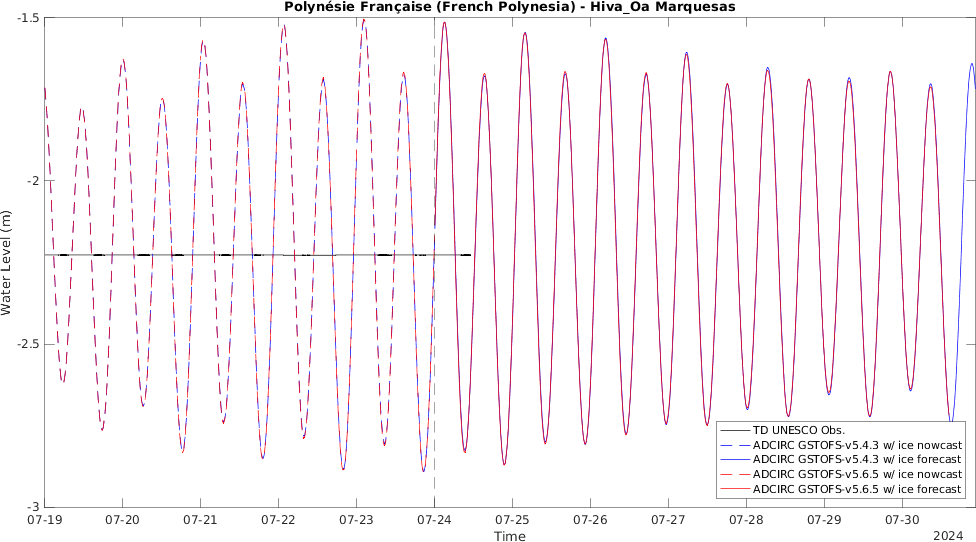 Polynésie Française (French Polynesia) - Hiva_Oa Marquesas
-1.5
-2
-2.5
-3
Water Level (m)
07-19 07-20 07-21 07-22 07-23 07-24 07-25 07-26 07-27 07-28 07-29 07-30
Time
2024
TD UNESCO Obs.
ADCIRC GSTOFS-v5.4.3 w/ ice nowcast
ADCIRC GSTOFS-v5.4.3 w/ ice forecast
ADCIRC GSTOFS-v5.6.5 w/ ice nowcast
ADCIRC GSTOFS-v5.6.5 w/ ice forecast